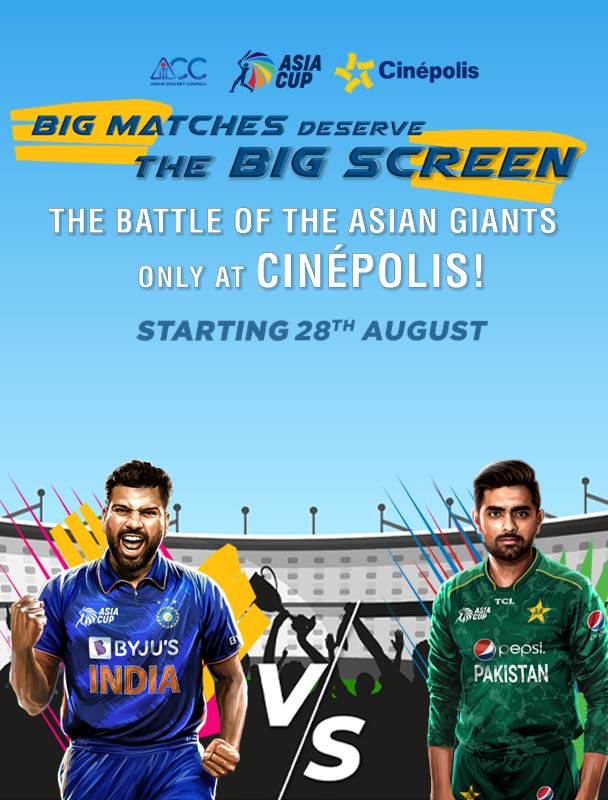 ACC
ASIAN CRICKET COUNCIL
ASIA CUP
Cinépolis
BIG MATCHES DESERVE
THE BIG SCREEN
THE BATTLE OF THE ASIAN GIANTS
ONLY AT CINÉPOLIS!
STARTING 28TH AUGUST
ASIA CUP
B BYJU'S
INDIA
VS
TCL
ASIA CUP
pepsi
PAKISTAN